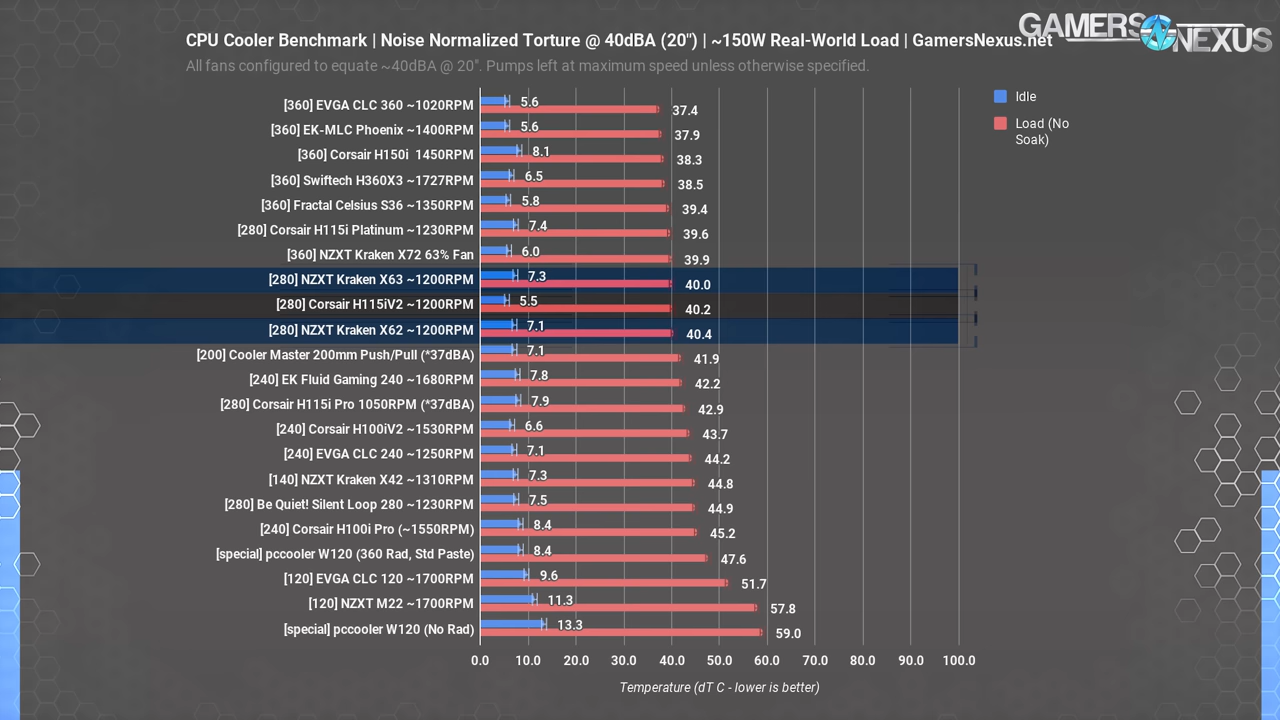 GAMERS NEXUS
CPU Cooler Benchmark | Noise Normalized Torture @ 40dBA (20") | ~150W Real-World Load | GamersNexus.net
All fans configured to equate ~40dBA @ 20". Pumps left at maximum speed unless otherwise specified.
Idle
Load (No
Soak)
[360] EVGA CLC 360 ~1020RPM 5.6 37.4
[360] EK-MLC Phoenix ~1400RPM 5.6 37.9
[360] Corsair H150i 1450RPM 8.1 38.3
[360] Swiftech H360X3 ~1727RPM 6.5 38.5
[360] Fractal Celsius S36 ~1350RPM 5.8 39.4
[280] Corsair H115i Platinum ~1230RPM 7.4 39.6
[360] NZXT Kraken X72 63% Fan 6.0 39.9
[280] NZXT Kraken X63 ~1200RPM 7.3 40.0
[280] Corsair H115iV2 ~1200RPM 5.5 40.2
[280] NZXT Kraken X62 ~1200RPM 7.1 40.4
[200] Cooler Master 200mm Push/Pull (*37dBA) 7.1 41.9
[240] EK Fluid Gaming 240 ~1680RPM 7.8 42.2
[280] Corsair H115i Pro 1050RPM (*37dBA) 7.9 42.9
[240] Corsair H100iV2 ~1530RPM 6.6 43.7
[240] EVGA CLC 240 ~1250RPM 7.1 44.2
[140] NZXT Kraken X42 ~1310RPM 7.3 44.8
[280] Be Quiet! Silent Loop 280 ~1230RPM 7.5 44.9
[240] Corsair H100i Pro (~1550RPM) 8.4 45.2
[special] pccooler W120 (360 Rad, Std Paste) 8.4 47.6
[120] EVGA CLC 120 ~1700RPM 9.6 51.7
[120] NZXT M22 ~1700RPM 11.3 57.8
[special] pccooler W120 (No Rad) 13.3 59.0
0.0 10.0 20.0 30.0 40.0 50.0 60.0 70.0 80.0 90.0 100.0
Temperature (dT C - lower is better)